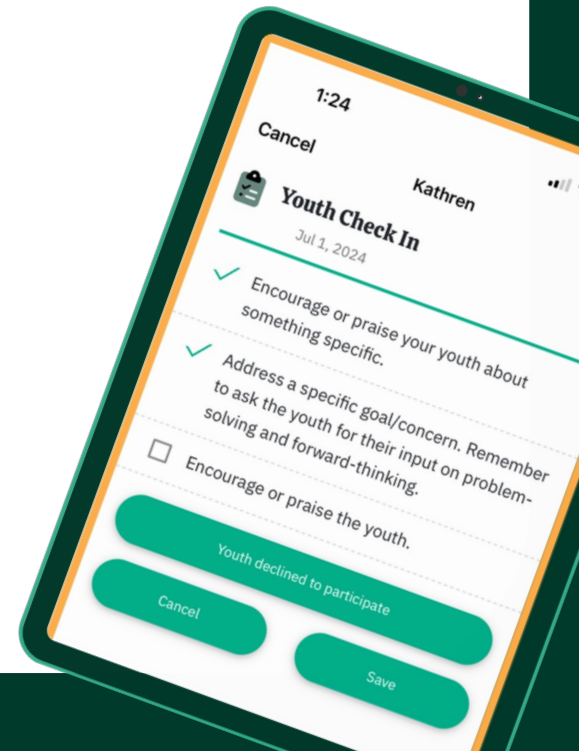 1:24
Cancel
Kathren
Youth Check In
Jul 1, 2024
Encourage or praise your youth about
something specific.
Address a specific goal/concern. Remember
to ask the youth for their input on problem-
solving and forward-thinking.
Encourage or praise the youth.
Youth declined to participate
Cancel
Save